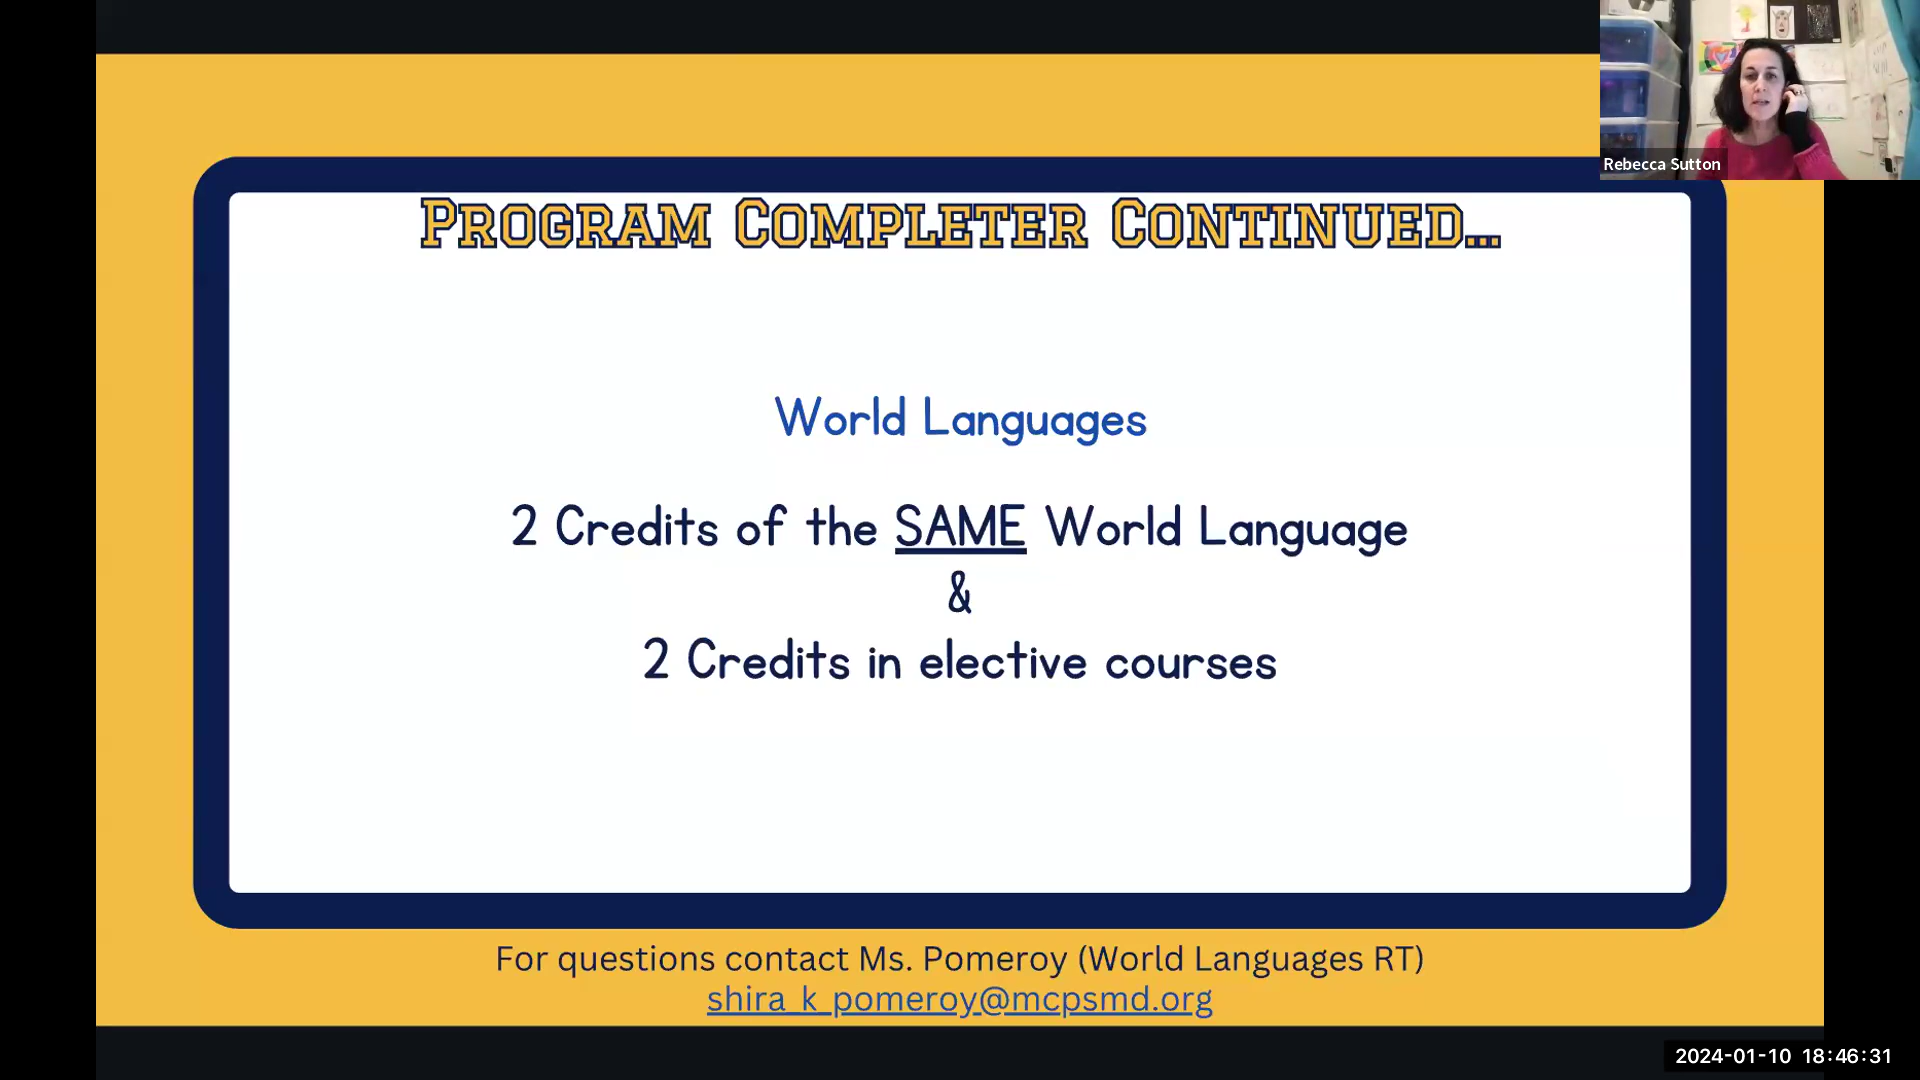 Rebecca Sutton
PROGRAM COMPLETER CONTINUED...
World Languages
2 Credits of the SAME World Language
&
2 Credits in elective courses
For questions contact Ms. Pomeroy (World Languages RT)
shira_k_pomeroy@mcpsmd.org
2024-01-10 18:46:31